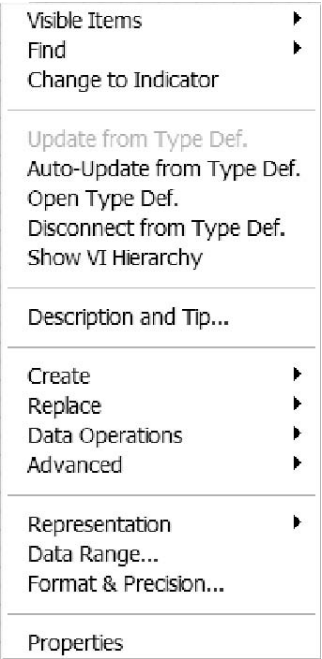 Visible Items
Find
Change to Indicator
Update from Type Def.
Auto-Update from Type Def.
Open Type Def.
Disconnect from Type Def.
Show VI Hierarchy
Description and Tip...
Create
Replace
Data Operations
Advanced
Representation
Data Range...
Format & Precision...
Properties